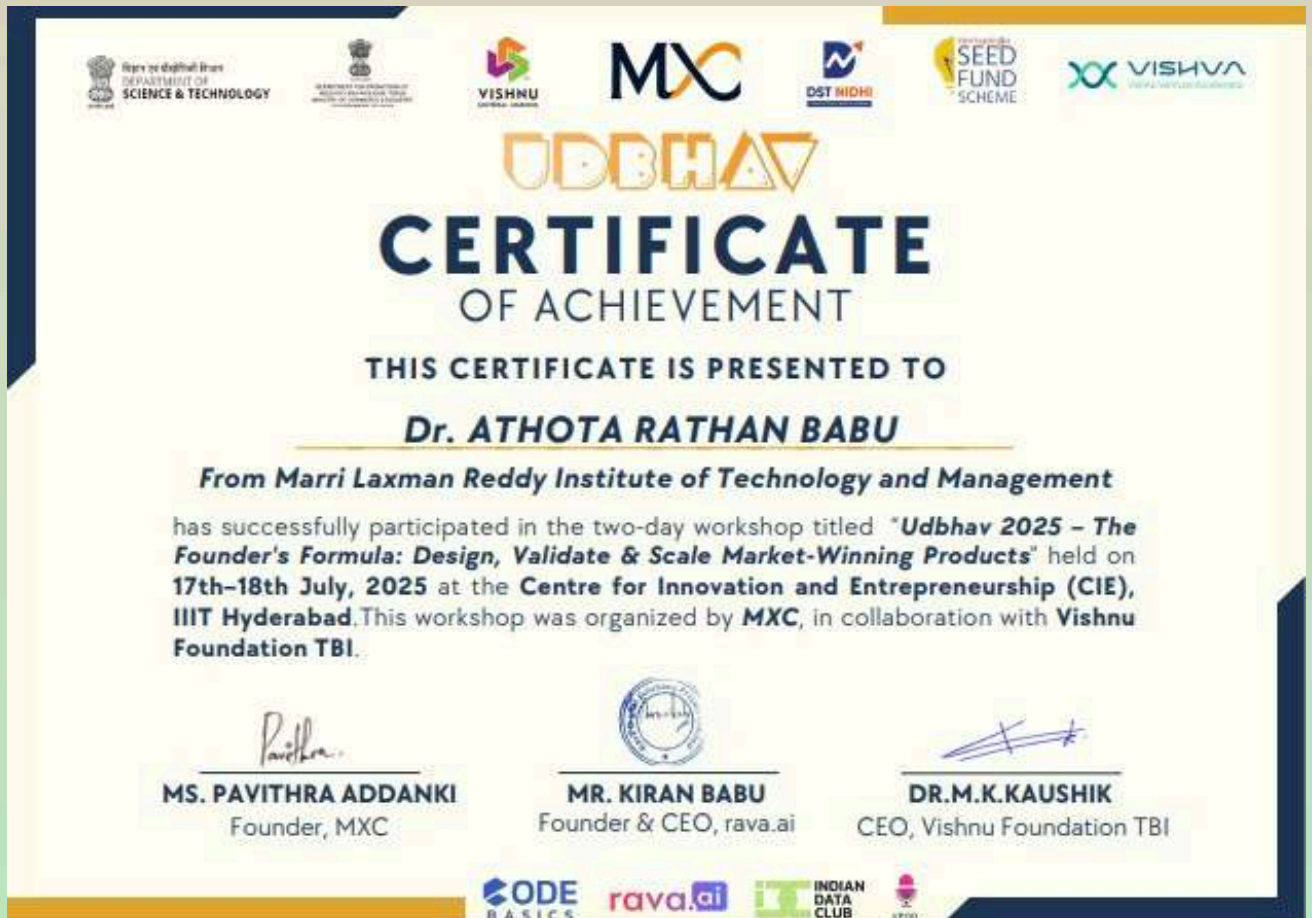 DEPARTMENT OF
SCIENCE & TECHNOLOGY
VISHNU
MXC
DST NIDHI
SEED
FUND
SCHEME
VISHVA
UDBHAV
CERTIFICATE
OF ACHIEVEMENT
THIS CERTIFICATE IS PRESENTED TO
Dr. ATHOTA RATHAN BABU
From Marri Laxman Reddy Institute of Technology and Management
has successfully participated in the two-day workshop titled "Udbhav 2025 – The
Founder's Formula: Design, Validate & Scale Market-Winning Products" held on
17th–18th July, 2025 at the Centre for Innovation and Entrepreneurship (CIE),
IIIT Hyderabad.This workshop was organized by MXC, in collaboration with Vishnu
Foundation TBI.
Pavithra.
MS. PAVITHRA ADDANKI
Founder, MXC
MR. KIRAN BABU
Founder & CEO, rava.ai
DR.M.K.KAUSHIK
CEO, Vishnu Foundation TBI
CODE
BASICS
rava.ai
INDIAN
DATA
CLUB